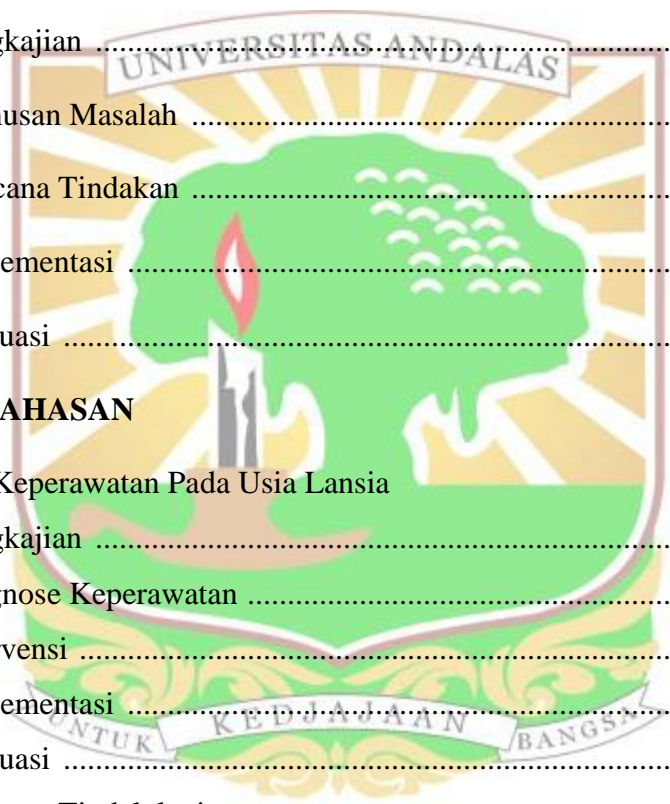 gkajian ........................................................................
UNIVERSITAS ANDALAS
usan Masalah ............................................................
cana Tindakan ............................................................
ementasi ....................................................................
uasi .............................................................................
AHASAN
Keperawatan Pada Usia Lansia
gkajian ........................................................................
gnose Keperawatan ......................................................
rvensi ............................................................................
ementasi ....................................................................
UNTUK KEDJAJAAN BANGSA
uasi .............................................................................